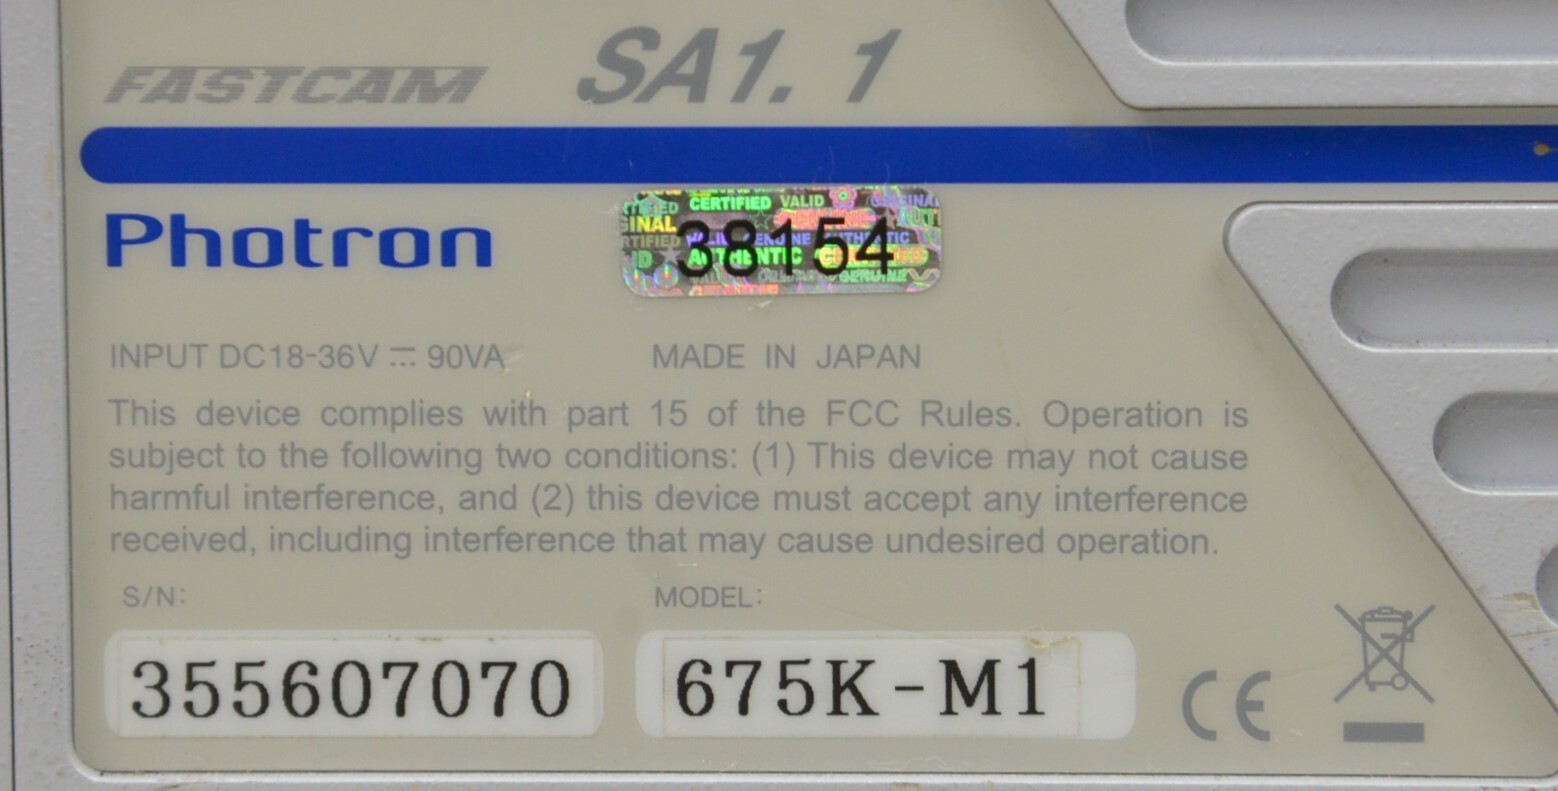 FASTCAM SA1. 1
Photron
CERTIFIED VALID
38154
INPUT DC18-36V ⎓ 90VA MADE IN JAPAN
This device complies with part 15 of the FCC Rules. Operation is
subject to the following two conditions: (1) This device may not cause
harmful interference, and (2) this device must accept any interference
received, including interference that may cause undesired operation.
S/N: MODEL:
355607070 675K-M1 CE